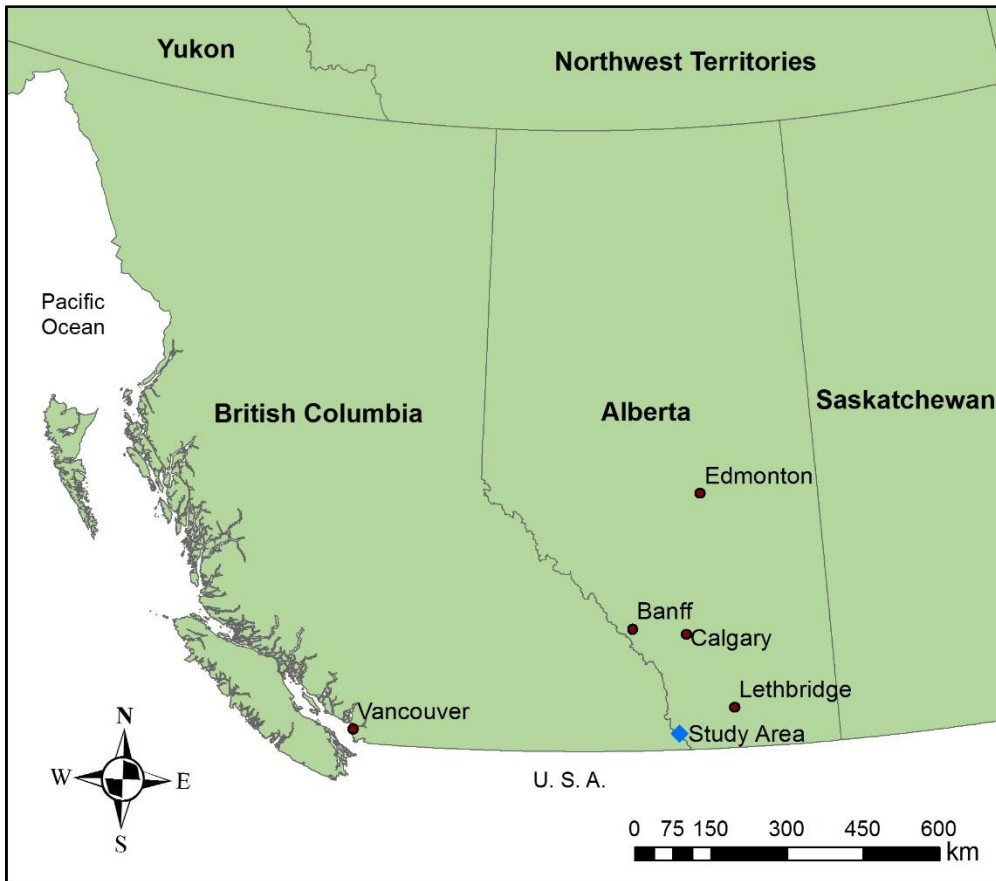 Yukon
Northwest Territories
Pacific
Ocean
British Columbia
Alberta
Saskatchewan
Edmonton
Banff
Calgary
Lethbridge
Vancouver
Study Area
N
W
E
S
U. S. A.
0 75 150 300 450 600
km